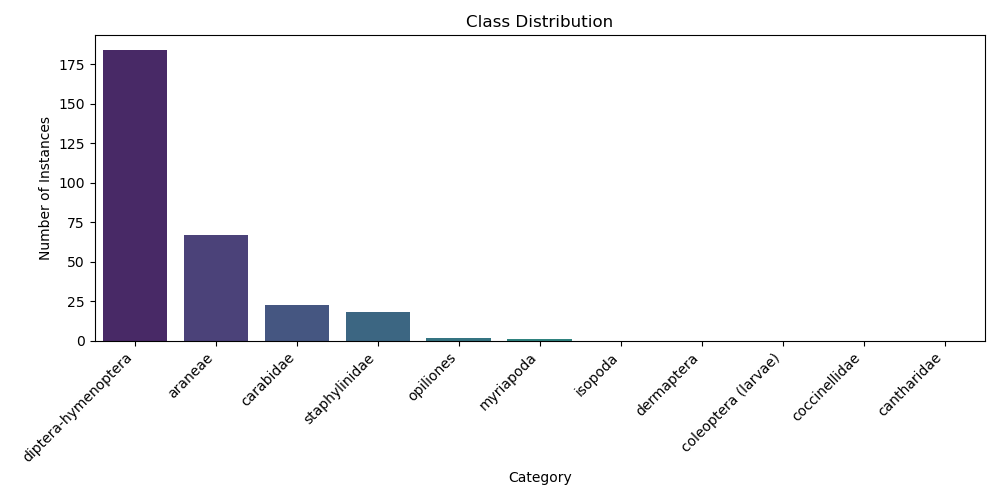 Class Distribution
Number of Instances
175
150
125
100
75
50
25
0
diptera-hymenoptera
araneae
carabidae
staphylinidae
opiliones
myriapoda
isopoda
dermaptera
coleoptera (larvae)
coccinellidae
cantharidae
Category